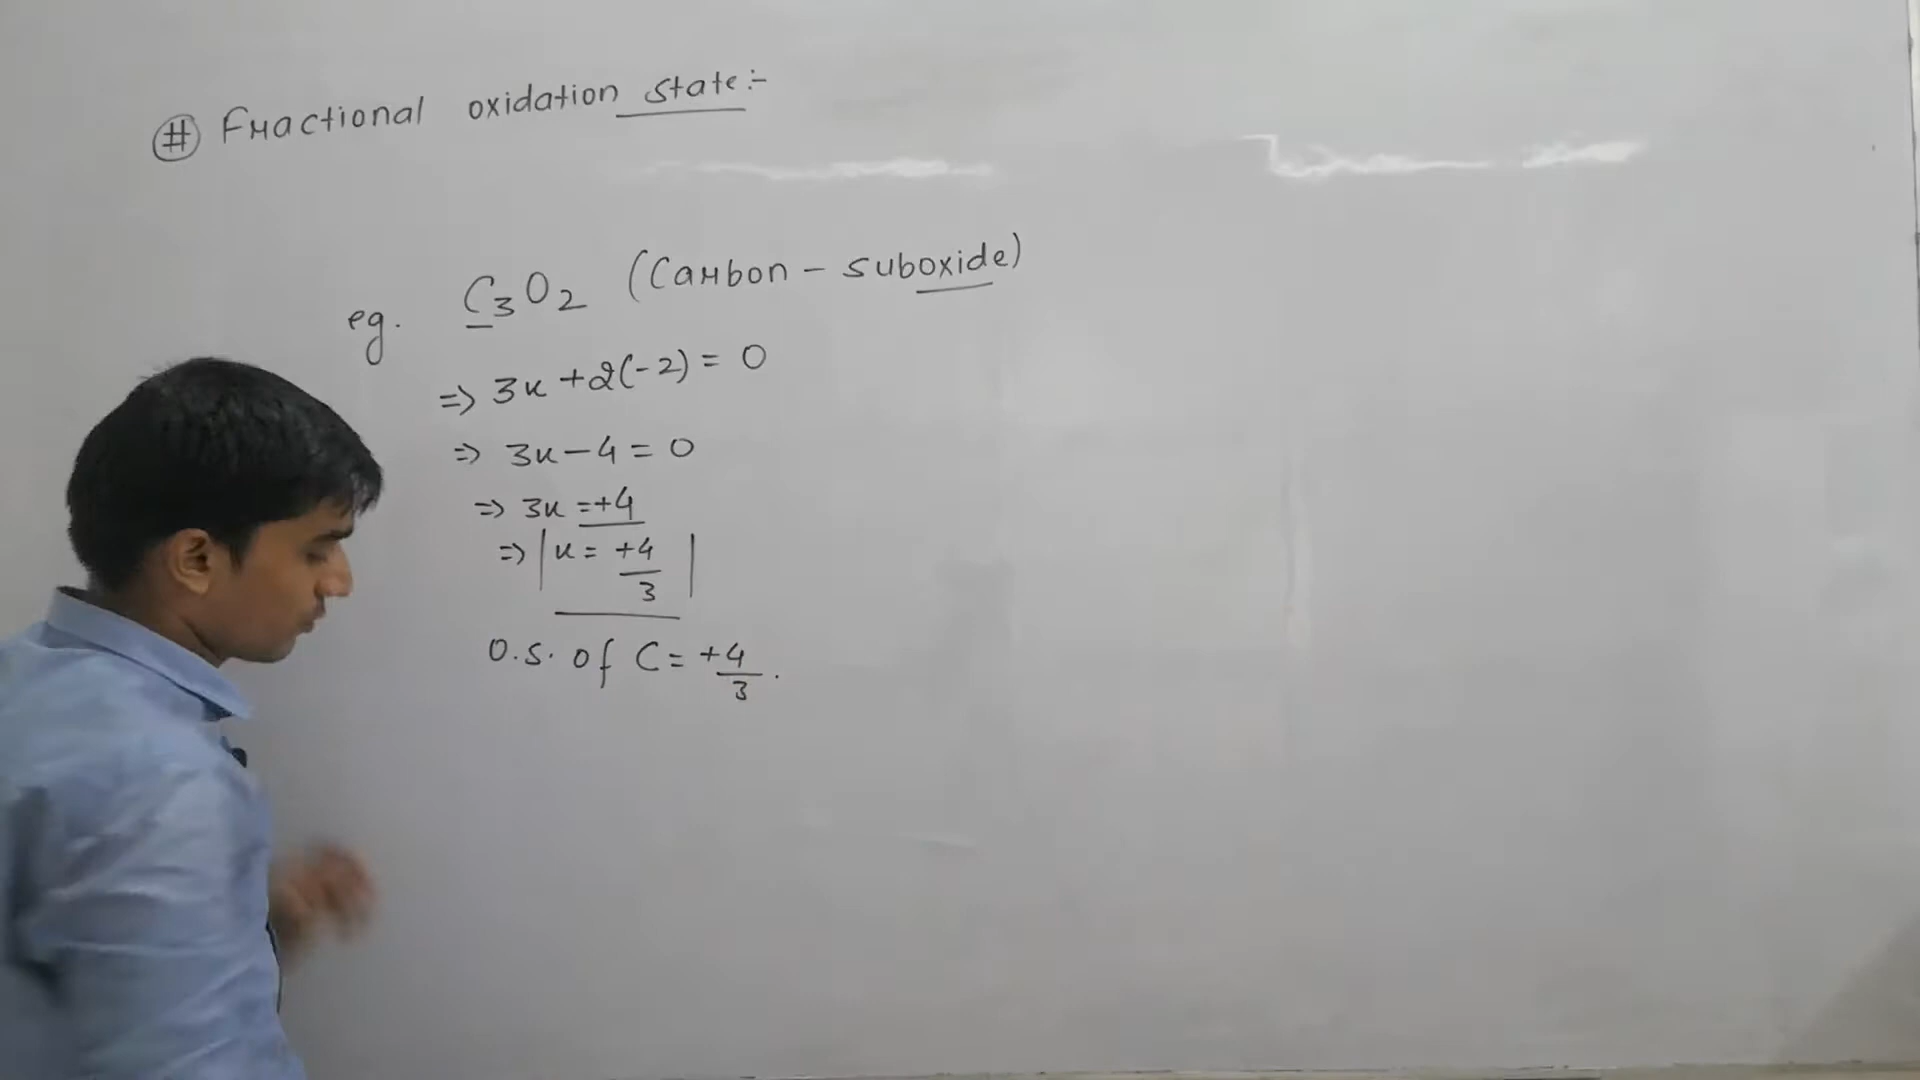 # Fractional oxidation state:-
eg. C3O2 (Carbon - suboxide)
=> 3x + 2(-2) = 0
=> 3x - 4 = 0
=> 3x = +4
=> |x = +4/3|
O.S. of C = +4/3.